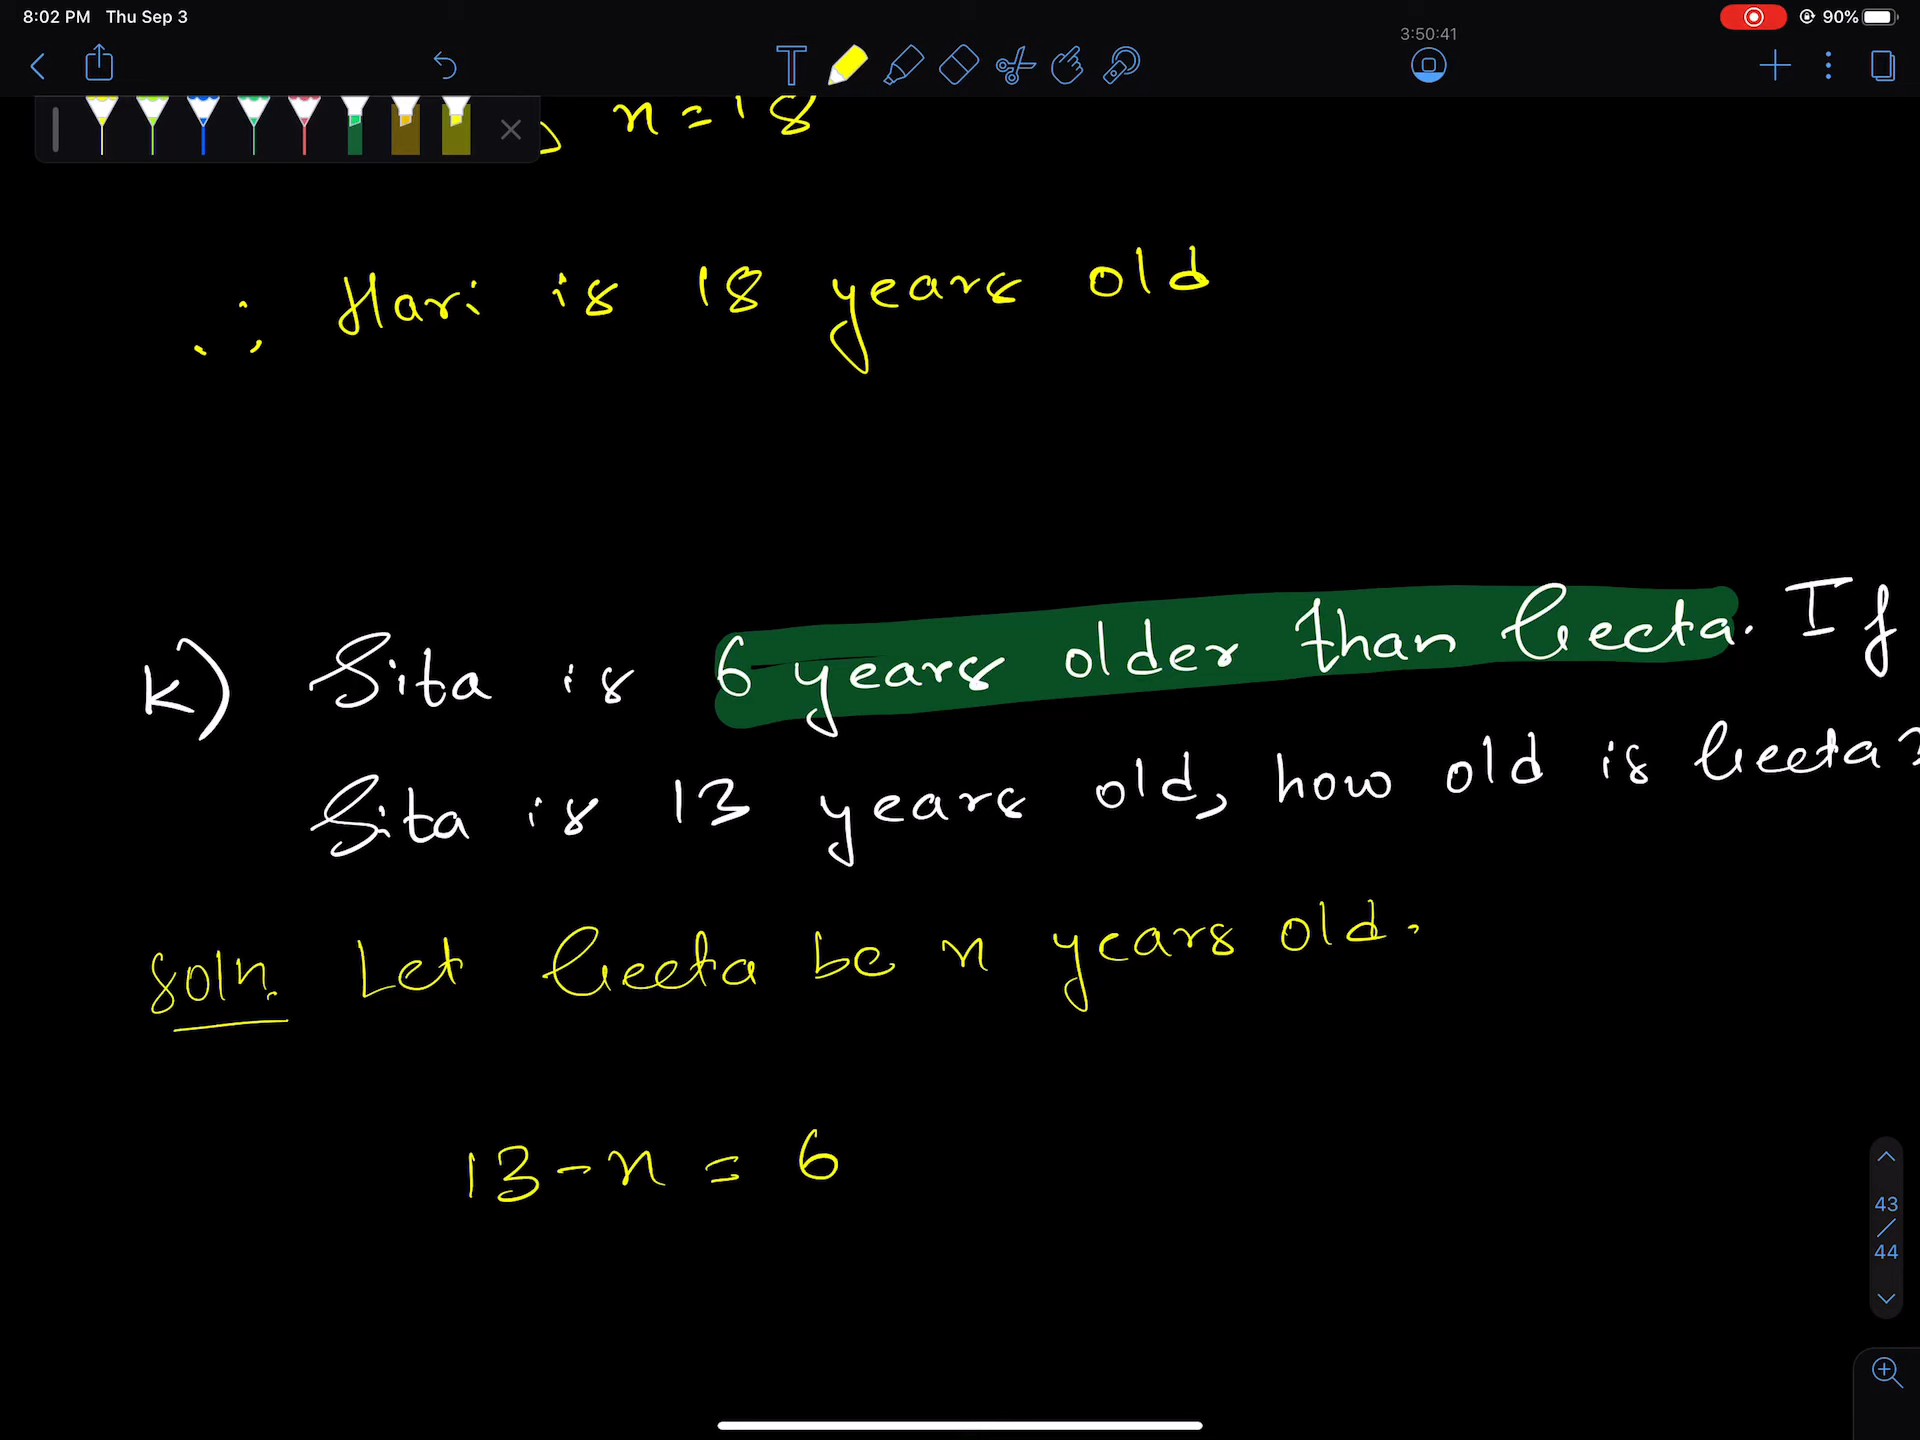 8:02 PM Thu Sep 3
90%
3:50:41
T
n = 18
∴ Hari is 18 years old
K) Sita is 6 years older than Geeta. If
Sita is 13 years old, how old is Geeta?
Soln. Let Geeta be n years old.
13 - n = 6
43
/
44